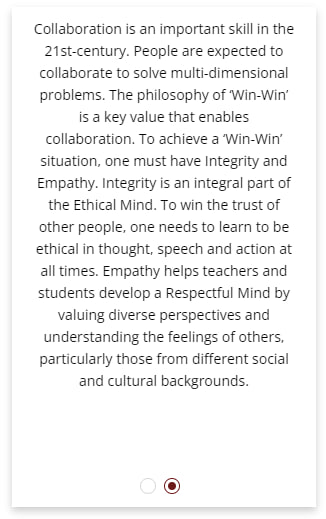 Collaboration is an important skill in the
21st-century. People are expected to
collaborate to solve multi-dimensional
problems. The philosophy of ‘Win-Win’
is a key value that enables
collaboration. To achieve a ‘Win-Win’
situation, one must have Integrity and
Empathy. Integrity is an integral part of
the Ethical Mind. To win the trust of
other people, one needs to learn to be
ethical in thought, speech and action at
all times. Empathy helps teachers and
students develop a Respectful Mind by
valuing diverse perspectives and
understanding the feelings of others,
particularly those from different social
and cultural backgrounds.